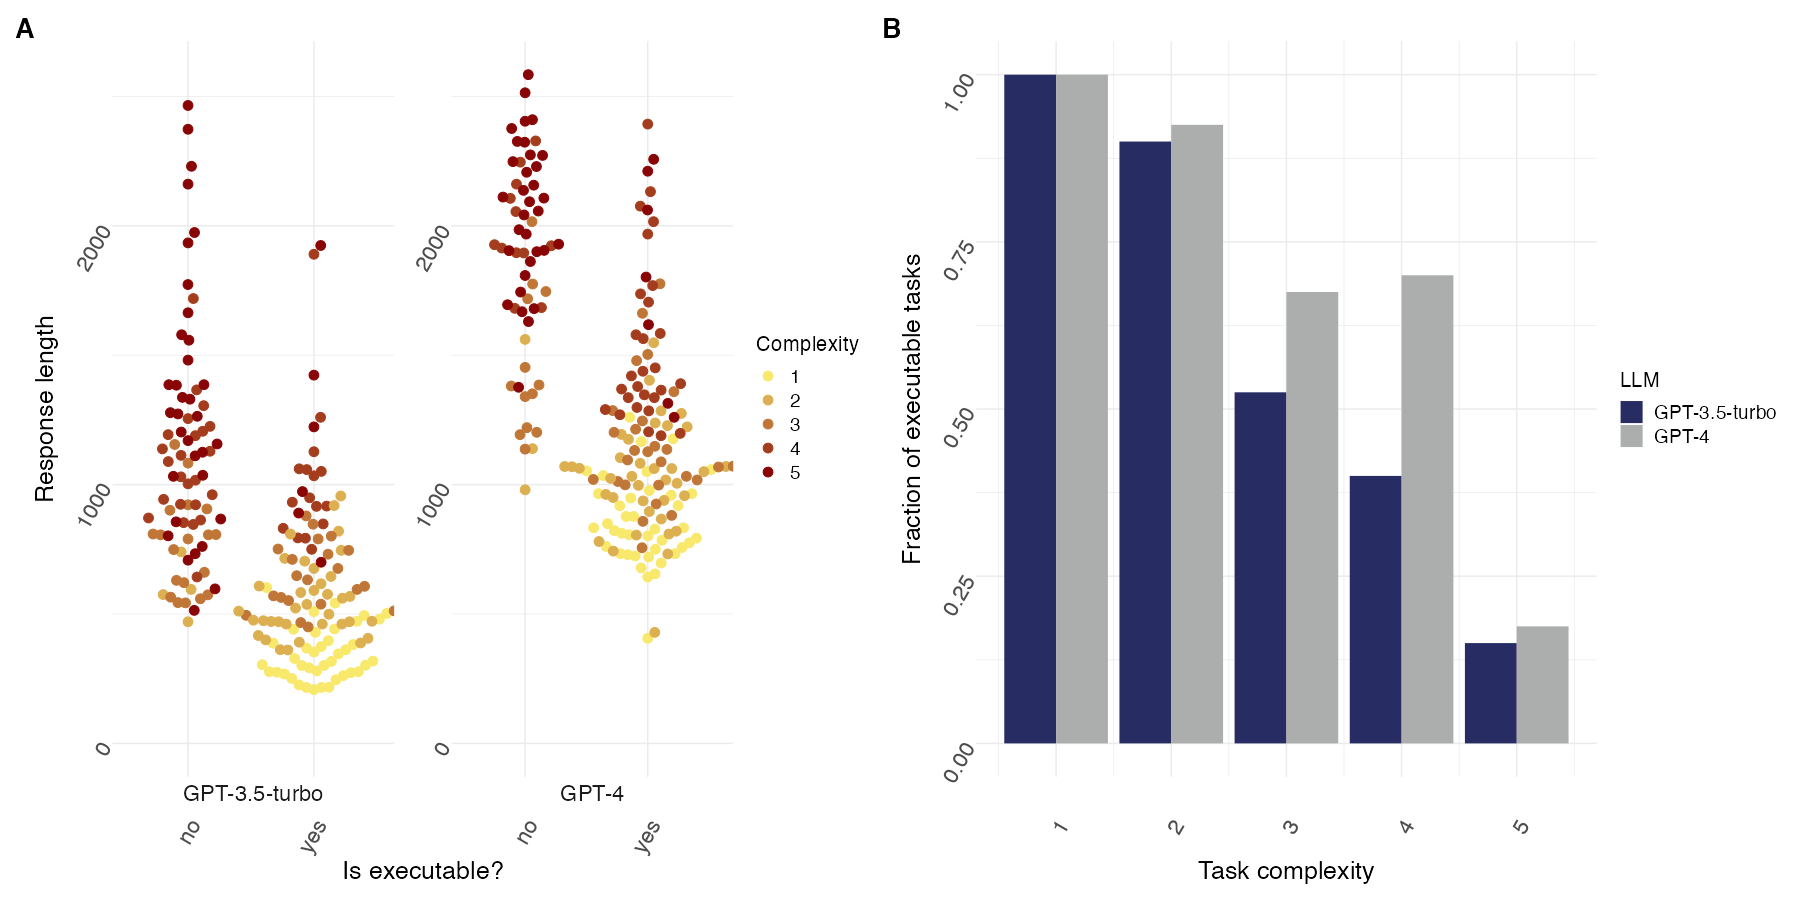 A
Response length
2000
1000
0
2000
1000
0
GPT-3.5-turbo
GPT-4
no
yes
no
yes
Is executable?
Complexity
1
2
3
4
5
B
Fraction of executable tasks
1.00
0.75
0.50
0.25
0.00
1
2
3
4
5
Task complexity
LLM
GPT-3.5-turbo
GPT-4